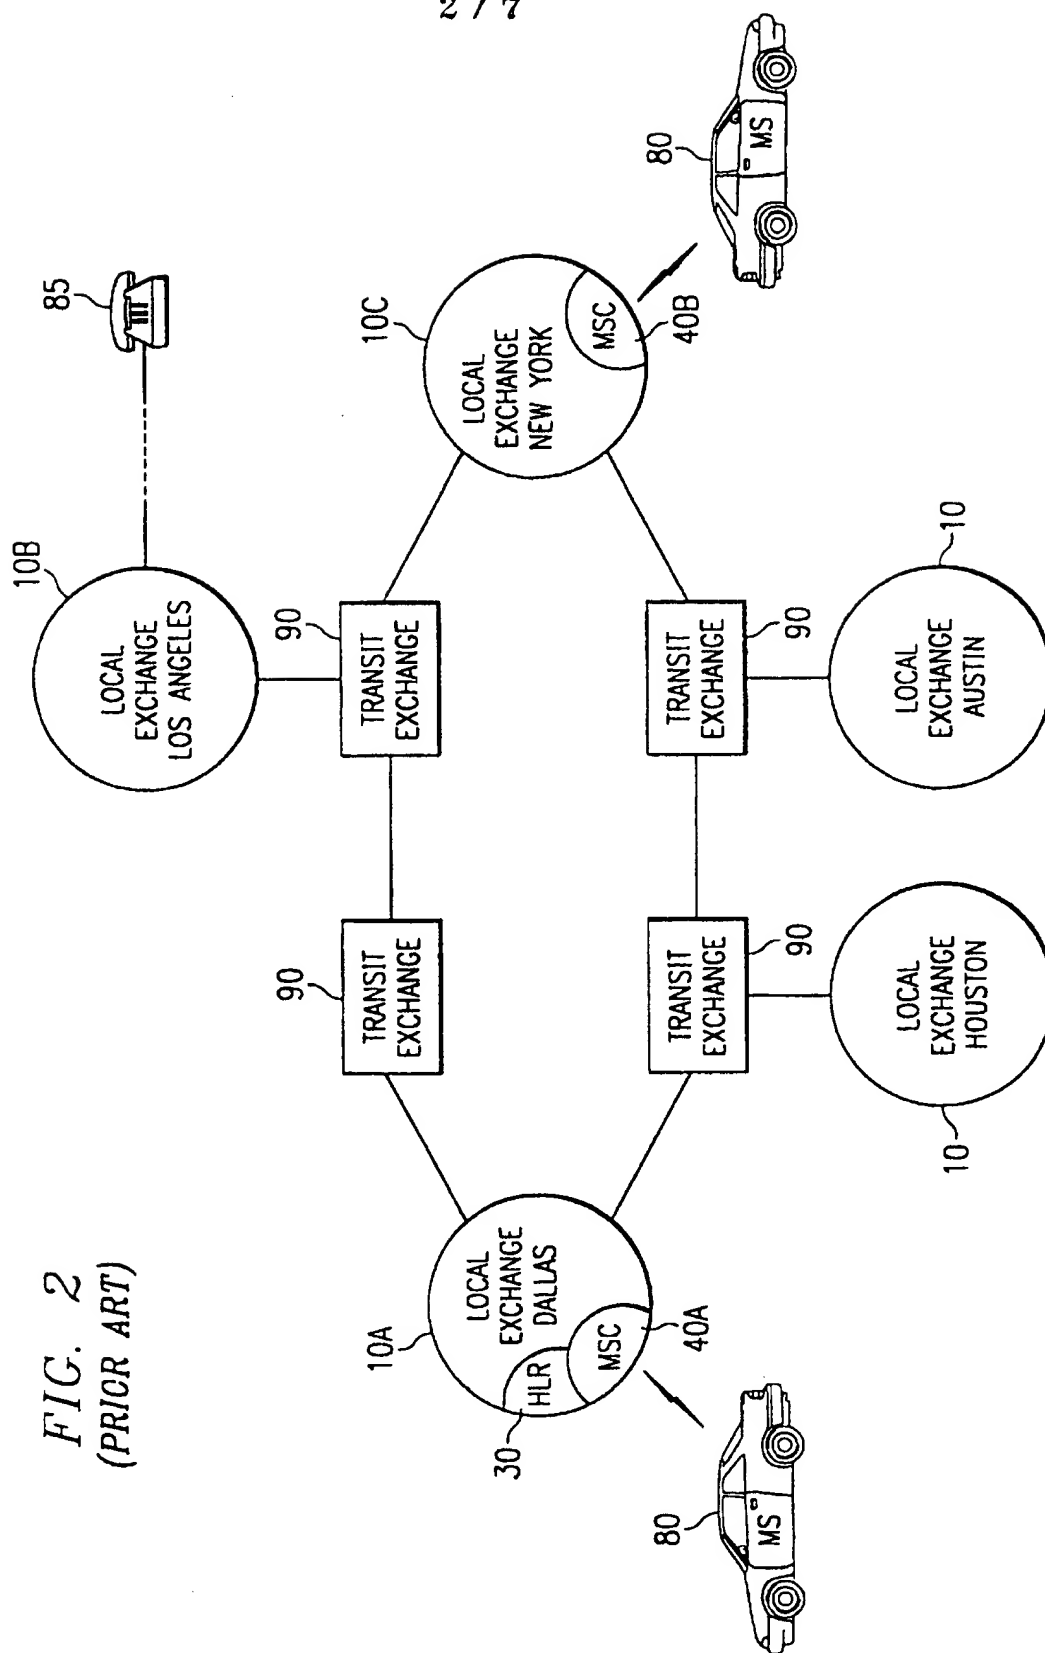 2 / 7
FIG. 2
(PRIOR ART)
10B
LOCAL
EXCHANGE
LOS ANGELES
85
90
TRANSIT
EXCHANGE
90
TRANSIT
EXCHANGE
10A
LOCAL
EXCHANGE
DALLAS
30
HLR
MSC
40A
80
MS
10C
LOCAL
EXCHANGE
NEW YORK
MSC
40B
80
MS
TRANSIT
EXCHANGE
90
TRANSIT
EXCHANGE
90
10
LOCAL
EXCHANGE
HOUSTON
10
LOCAL
EXCHANGE
AUSTIN